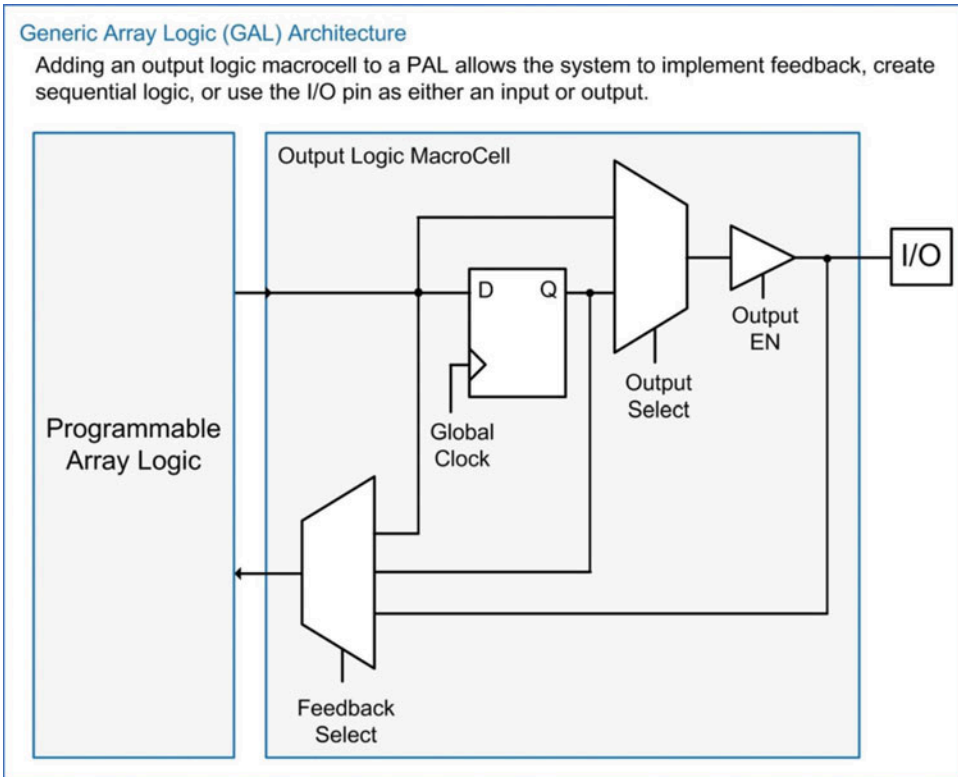 Generic Array Logic (GAL) Architecture
Adding an output logic macrocell to a PAL allows the system to implement feedback, create
sequential logic, or use the I/O pin as either an input or output.
Output Logic MacroCell
I/O
D Q
Output
EN
Output
Select
Global
Clock
Programmable
Array Logic
Feedback
Select